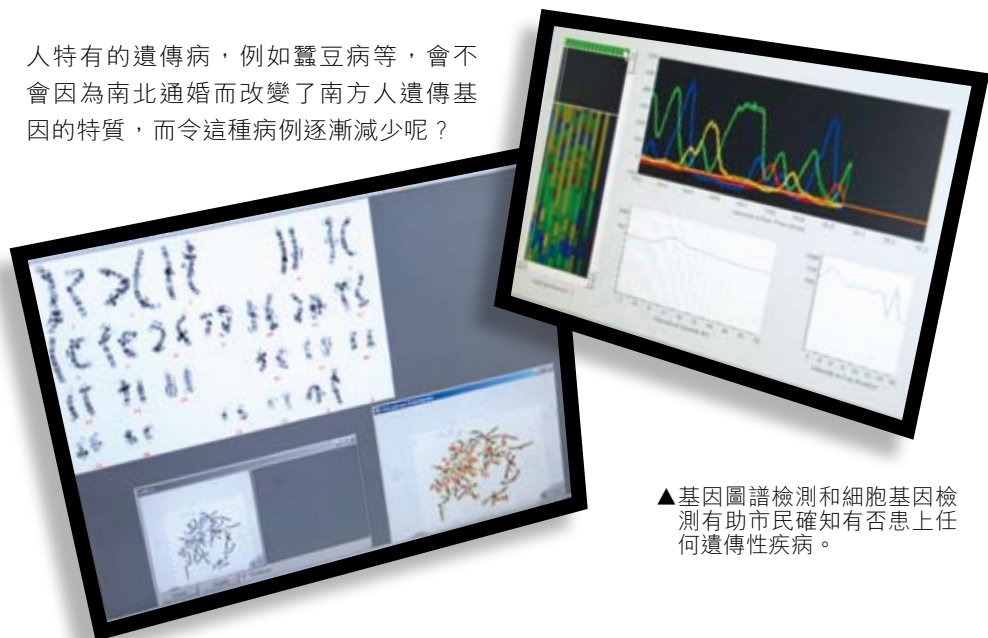 人特有的遺傳病，例如蠶豆病等，會不
會因為南北通婚而改變了南方人遺傳基
因的特質，而令這種病例逐漸減少呢？
▲基因圖譜檢測和細胞基因檢
測有助市民確知有否患上任
何遺傳性疾病。